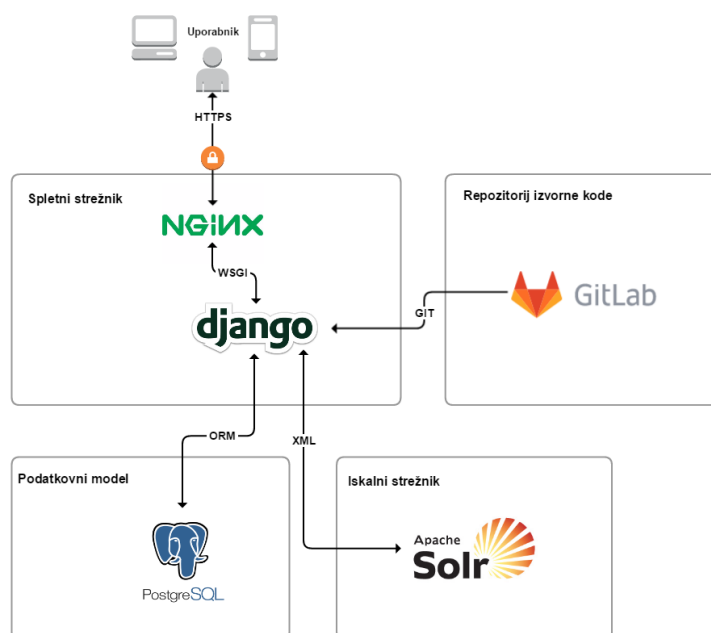 Uporabnik
HTTPS
Spletni strežnik
Repozitorij izvorne kode
NGINX
WSGI
GitLab
django
GIT
ORM
XML
Podatkovni model
Iskalni strežnik
Apache
Solr
PostgreSQL